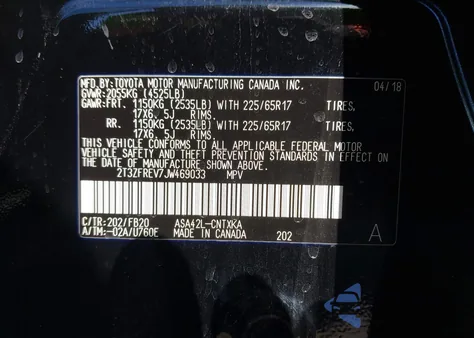 MFD.BY:TOYOTA MOTOR MANUFACTURING CANADA INC. 04/18
GVWR:2055KG (4525LB)
GAWR:FRT. 1150KG (2535LB) WITH 225/65R17 TIRES,
17X6. 5J RIMS.
RR. 1150KG (2535LB) WITH 225/65R17 TIRES,
17X6. 5J RIMS.
THIS VEHICLE CONFORMS TO ALL APPLICABLE FEDERAL MOTOR
VEHICLE SAFETY AND THEFT PREVENTION STANDARDS IN EFFECT ON
THE DATE OF MANUFACTURE SHOWN ABOVE.
2T3ZFREV7JW469033 MPV
C/TR:202/FB20 ASA42L-CNTXKA
A/TM:-02A/U760E MADE IN CANADA 202 A